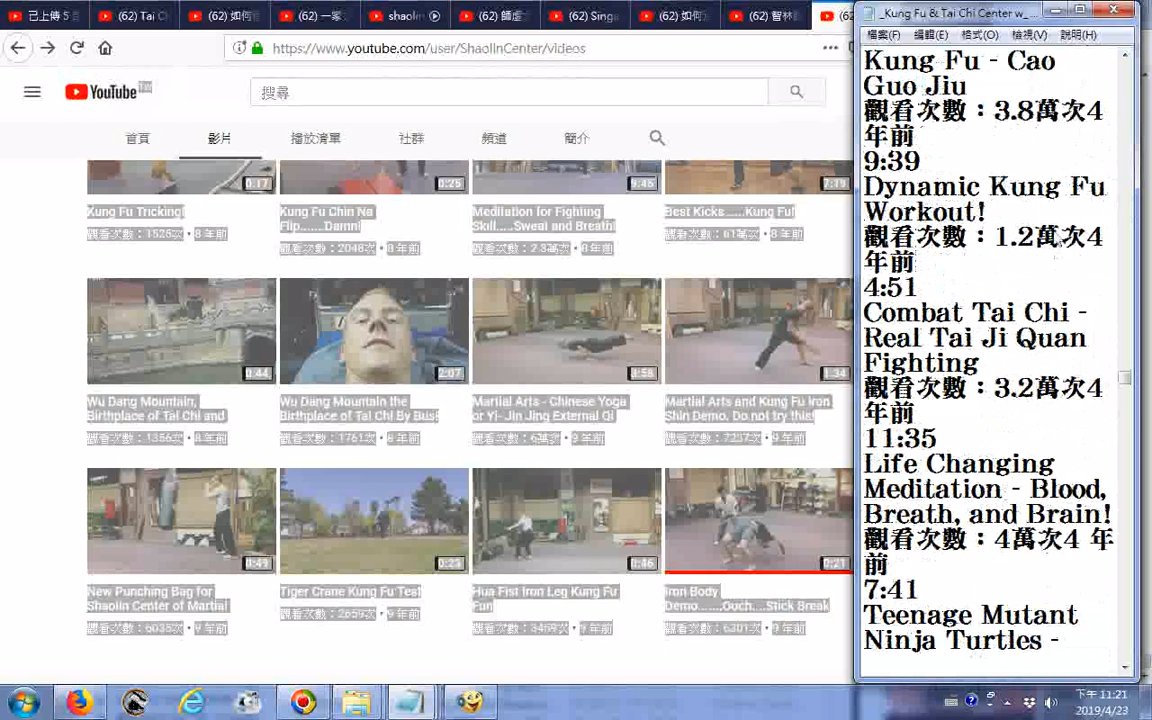 己上傳 5
(62) Tai C
(62) 如何
(62) 一家
shaolin
(62) 師虛
(62) Singa
(62) 如何
(62) 智林
_Kung Fu & Tai Chi Center w_...
https://www.youtube.com/user/ShaolInCenter/videos
檔案(F) 編輯(E) 格式(O) 檢視(V) 說明(H)
YouTube TW
搜尋
首頁 影片 播放清單 社群 頻道 簡介
0:17
0:25
9:46
7:19
Kung Fu Tricking!
觀看次數：1525次 • 8 年前
Kung Fu Chin Na
Flip.......Damn!
觀看次數：2048次 • 8 年前
Meditation for Fighting
Skill.....Sweat and Breath!
觀看次數：2.3萬次 • 8 年前
Best Kicks.....Kung Fu!
觀看次數：61萬次 • 8 年前
0:44
2:07
3:58
1:34
Wu Dang Mountain,
Birthplace of Tai Chi and
觀看次數：1356次 • 8 年前
Wu Dang Mountain the
Birthplace of Tai Chi By Bus!
觀看次數：1761次 • 8 年前
Martial Arts - Chinese Yoga
or Yi- Jin Jing External Qi
觀看次數：6萬次 • 9 年前
Martial Arts and Kung Fu Iron
Shin Demo. Do not try this!
觀看次數：7237次 • 9 年前
0:49
0:23
0:46
0:21
New Punching Bag for
Shaolin Center of Martial
觀看次數：6033次 • 9 年前
Tiger Crane Kung Fu Test
觀看次數：2659次 • 9 年前
Hua Fist Iron Leg Kung Fu
Fun!
觀看次數：3459次 • 9 年前
Iron Body
Demo.......Ouch....Stick Break
觀看次數：6301次 • 9 年前
Kung Fu - Cao
Guo Jiu
觀看次數：3.8萬次4
年前
9:39
Dynamic Kung Fu
Workout!
觀看次數：1.2萬次4
年前
4:51
Combat Tai Chi -
Real Tai Ji Quan
Fighting
觀看次數：3.2萬次4
年前
11:35
Life Changing
Meditation - Blood,
Breath, and Brain!
觀看次數：4萬次4 年
前
7:41
Teenage Mutant
Ninja Turtles -
下午 11:21
2019/4/23